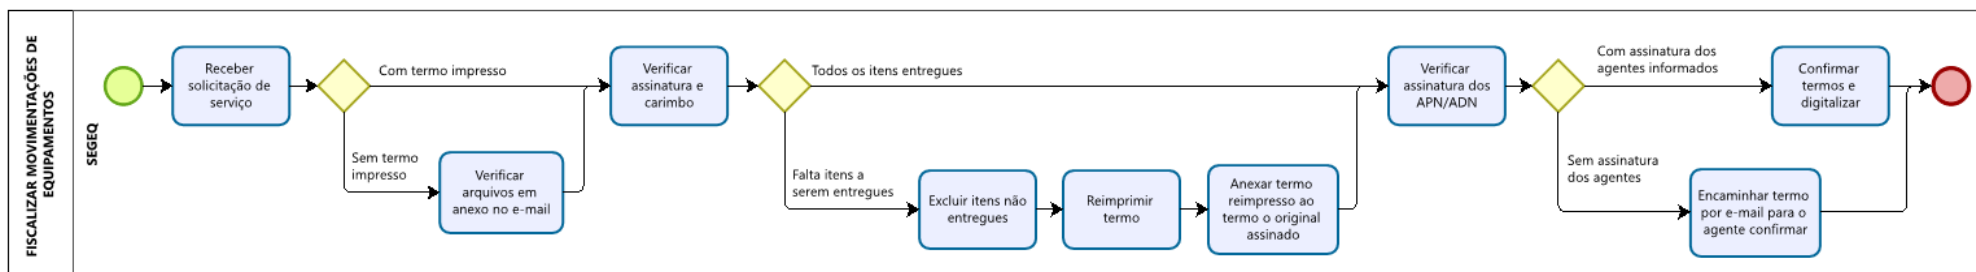 FISCALIZAR MOVIMENTAÇÕES DE
EQUIPAMENTOS
SEGEQ
Receber
solicitação de
serviço
Com termo impresso
Sem termo
impresso
Verificar
arquivos em
anexo no e-mail
Verificar
assinatura e
carimbo
Todos os itens entregues
Falta itens a
serem entregues
Excluir itens não
entregues
Reimprimir
termo
Anexar termo
reimpresso ao
termo o original
assinado
Verificar
assinatura dos
APN/ADN
Com assinatura dos
agentes informados
Sem assinatura
dos agentes
Confirmar
termos e
digitalizar
Encaminhar termo
por e-mail para o
agente confirmar